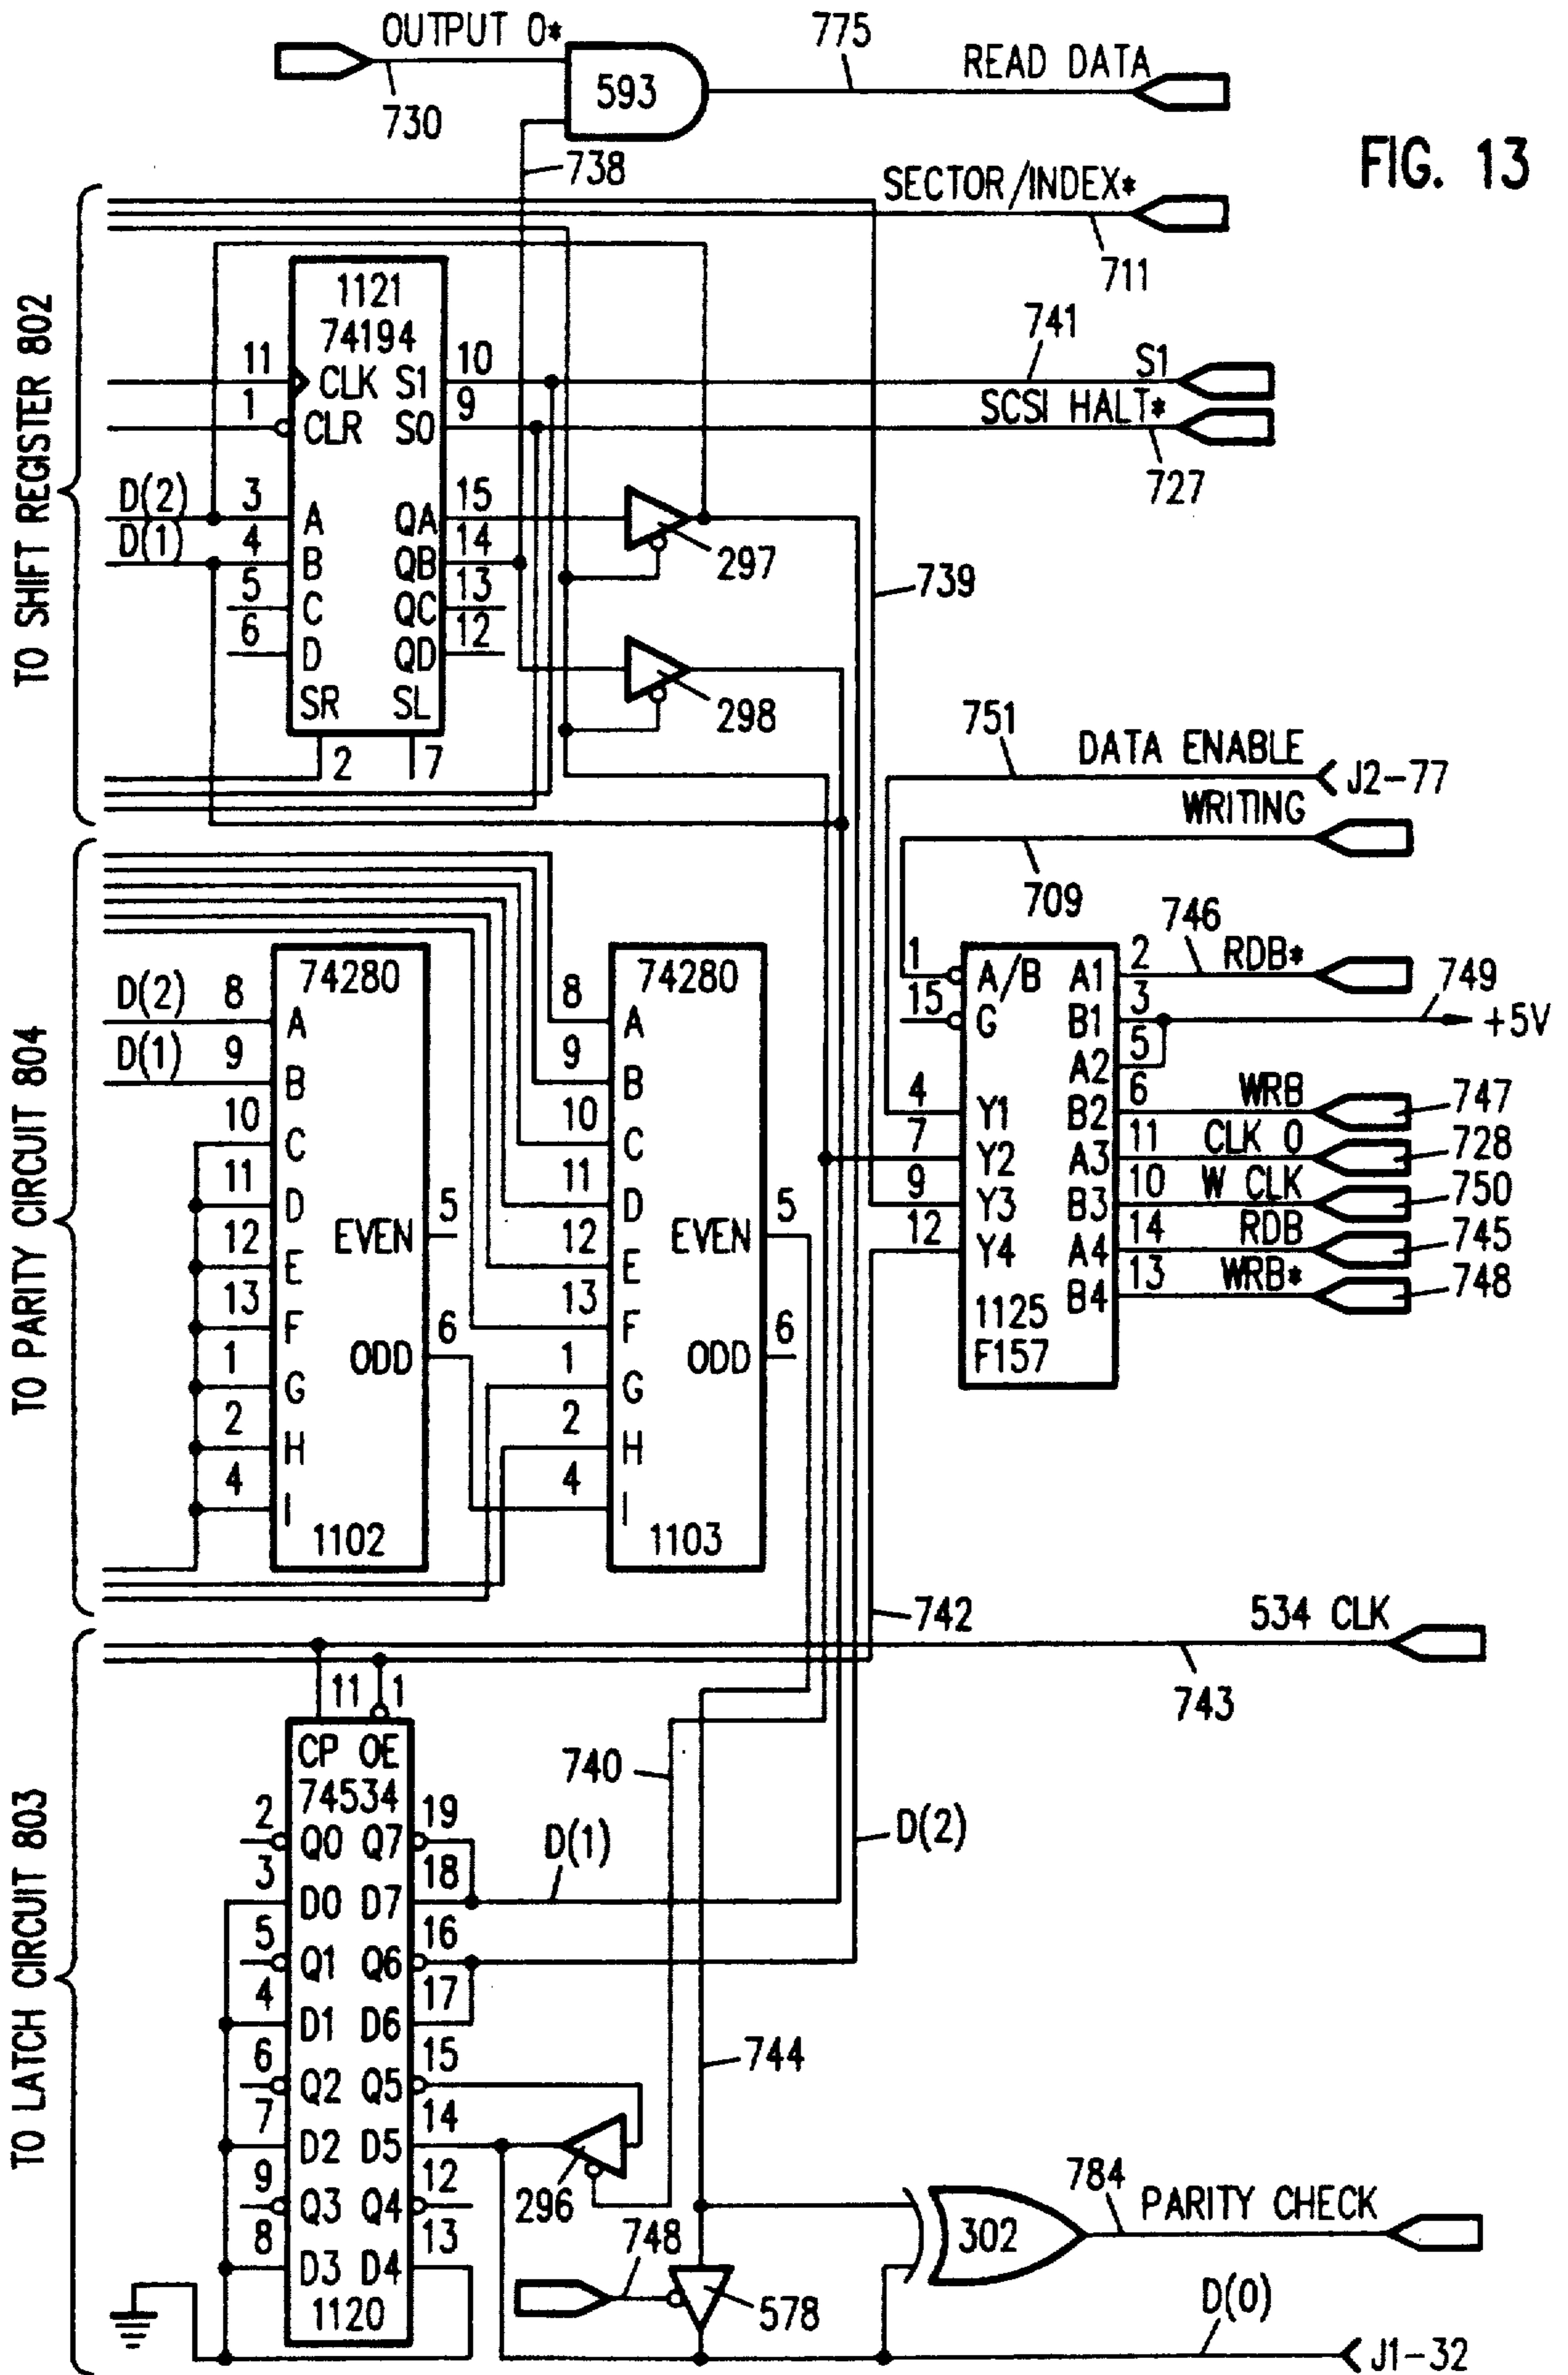 OUTPUT 0*
775
READ DATA
593
730
738
FIG. 13
SECTOR/INDEX*
711
TO SHIFT REGISTER 802
1121
74194
11 CLK S1 10
1 CLR S0 9
741
S1
SCSI HALT*
727
D(2) 3 A QA 15
D(1) 4 B QB 14
5 C QC 13
6 D QD 12
SR SL
2 7
297
298
739
751
DATA ENABLE
J2-77
WRITING
709
TO PARITY CIRCUIT 804
74280
D(2) 8 A
D(1) 9 B
10 C
11 D
EVEN 5
12 E
13 F
ODD 6
1 G
2 H
4 I
1102
74280
8 A
9 B
10 C
11 D
EVEN 5
12 E
13 F
ODD 6
1 G
2 H
4 I
1103
746
1 A/B A1 2 RDB*
15 G B1 3
749
+5V
A2 5
4 Y1 B2 6 WRB 747
7 Y2 A3 11 CLK 0 728
9 Y3 B3 10 W CLK 750
12 Y4 A4 14 RDB 745
B4 13 WRB* 748
1125
F157
742
534 CLK
743
TO LATCH CIRCUIT 803
11 1
CP OE
74534
2 Q0 Q7 19
3 D0 D7 18
5 Q1 Q6 16
4 D1 D6 17
6 Q2 Q5 15
7 D2 D5 14
9 Q3 Q4 12
8 D3 D4 13
1120
740
D(1)
D(2)
744
296
748
578
302
784
PARITY CHECK
D(0)
J1-32